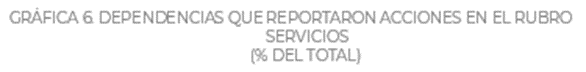 GRÁFICA 6. DEPENDENCIAS QUE REPORTARON ACCIONES EN EL RUBRO
SERVICIOS
(% DEL TOTAL)